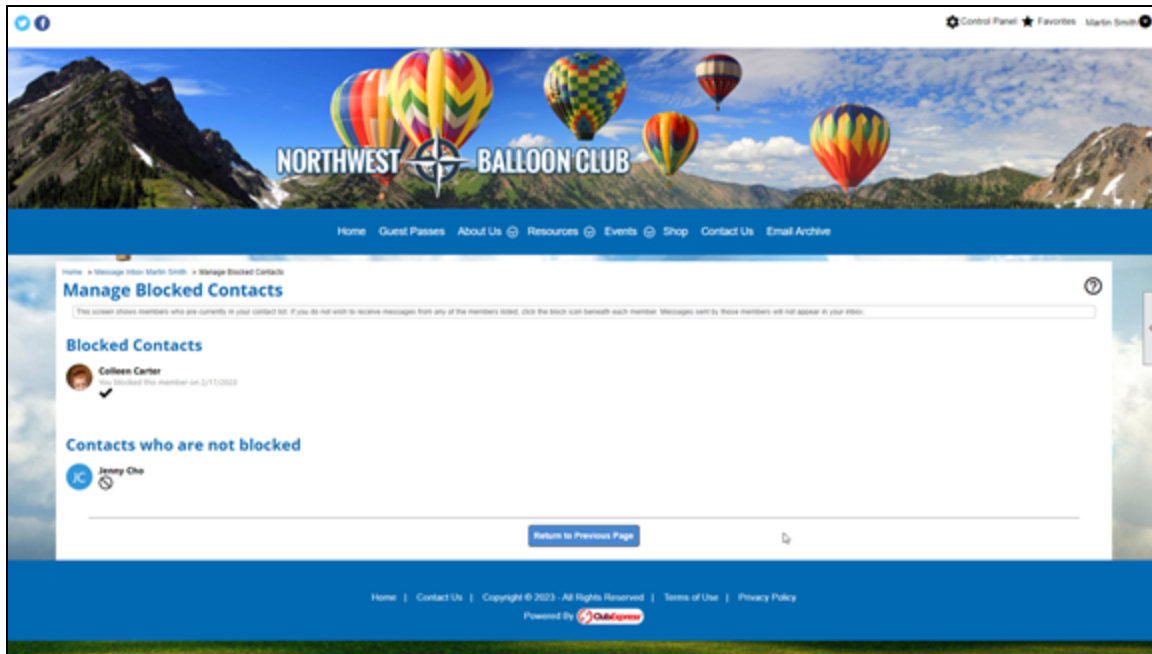 Control Panel Favorites Martin Smith
NORTHWEST BALLOON CLUB
Home Guest Passes About Us Resources Events Shop Contact Us Email Archive
Home » Message Inbox Martin Smith » Manage Blocked Contacts
Manage Blocked Contacts
This screen shows members who are currently in your contact list. If you do not wish to receive messages from any of the members listed, click the block icon beneath each member. Messages sent by those members will not appear in your inbox.
Blocked Contacts
Colleen Carter
You blocked this member on 2/17/2023
Contacts who are not blocked
JC Jenny Cho
Return to Previous Page
Home | Contact Us | Copyright © 2023 - All Rights Reserved | Terms of Use | Privacy Policy
Powered By ClubExpress